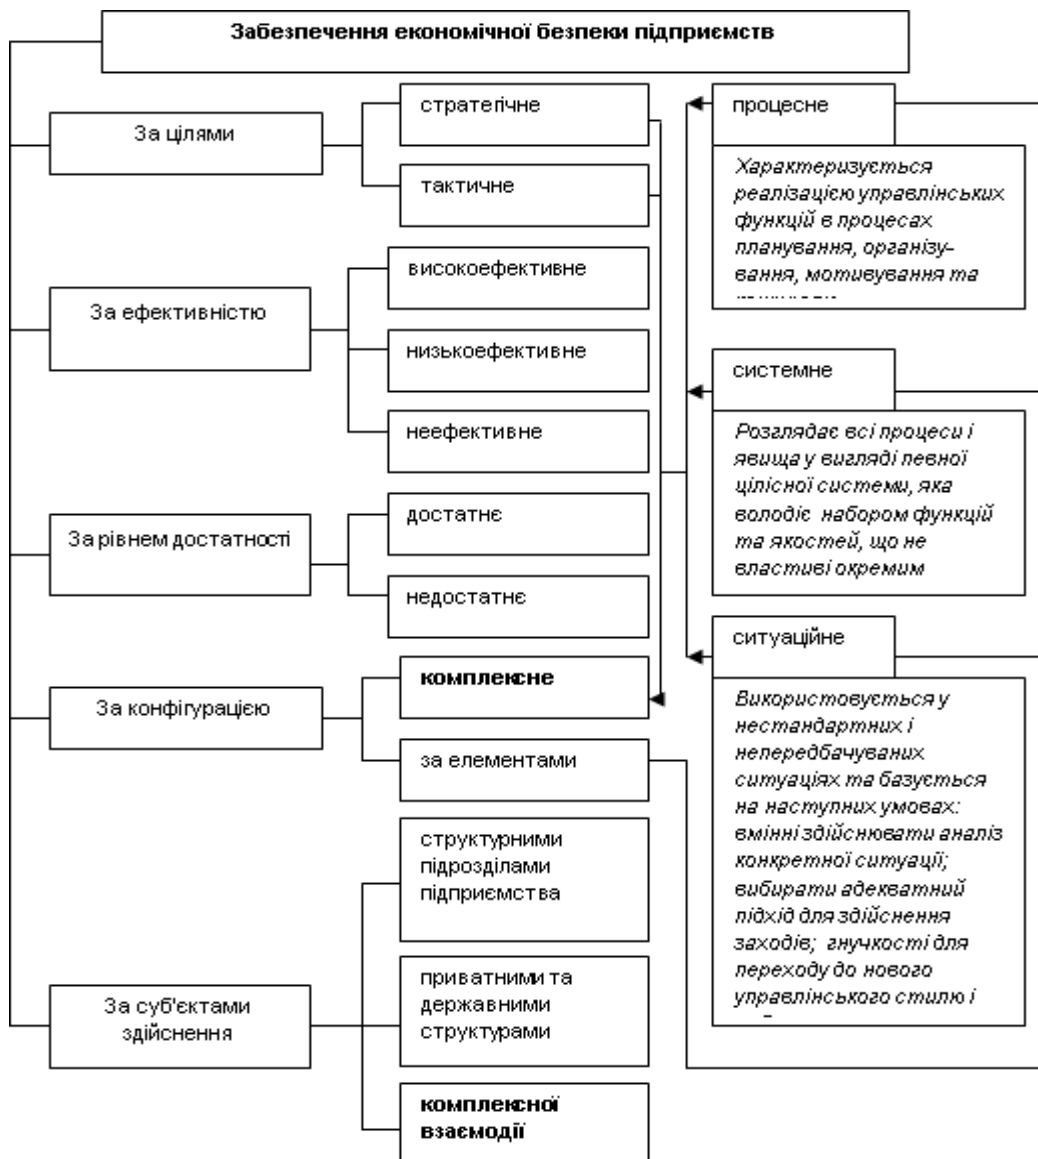 Забезпечення економічної безпеки підприємств
За цілями
стратегічне
тактичне
За ефективністю
високоефективне
низькоефективне
неефективне
За рівнем достатності
достатнє
недостатнє
За конфігурацією
комплексне
за елементами
За суб'єктами
здійснення
структурними
підрозділами
підприємства
приватними та
державними
структурами
комплексної
взаємодії
процесне
Характеризується
реалізацією управлінських
функцій в процесах
планування, організу-
вання, мотивування та
системне
Розглядає всі процеси і
явища у вигляді певної
цілісної системи, яка
володіє набором функцій
та якостей, що не
властиві окремим
ситуаційне
Використовується у
нестандартних і
непередбачуваних
ситуаціях та базується
на наступних умовах:
вмінні здійснювати аналіз
конкретної ситуації;
вибирати адекватний
підхід для здійснення
заходів; гнучкості для
переходу до нового
управлінського стилю і